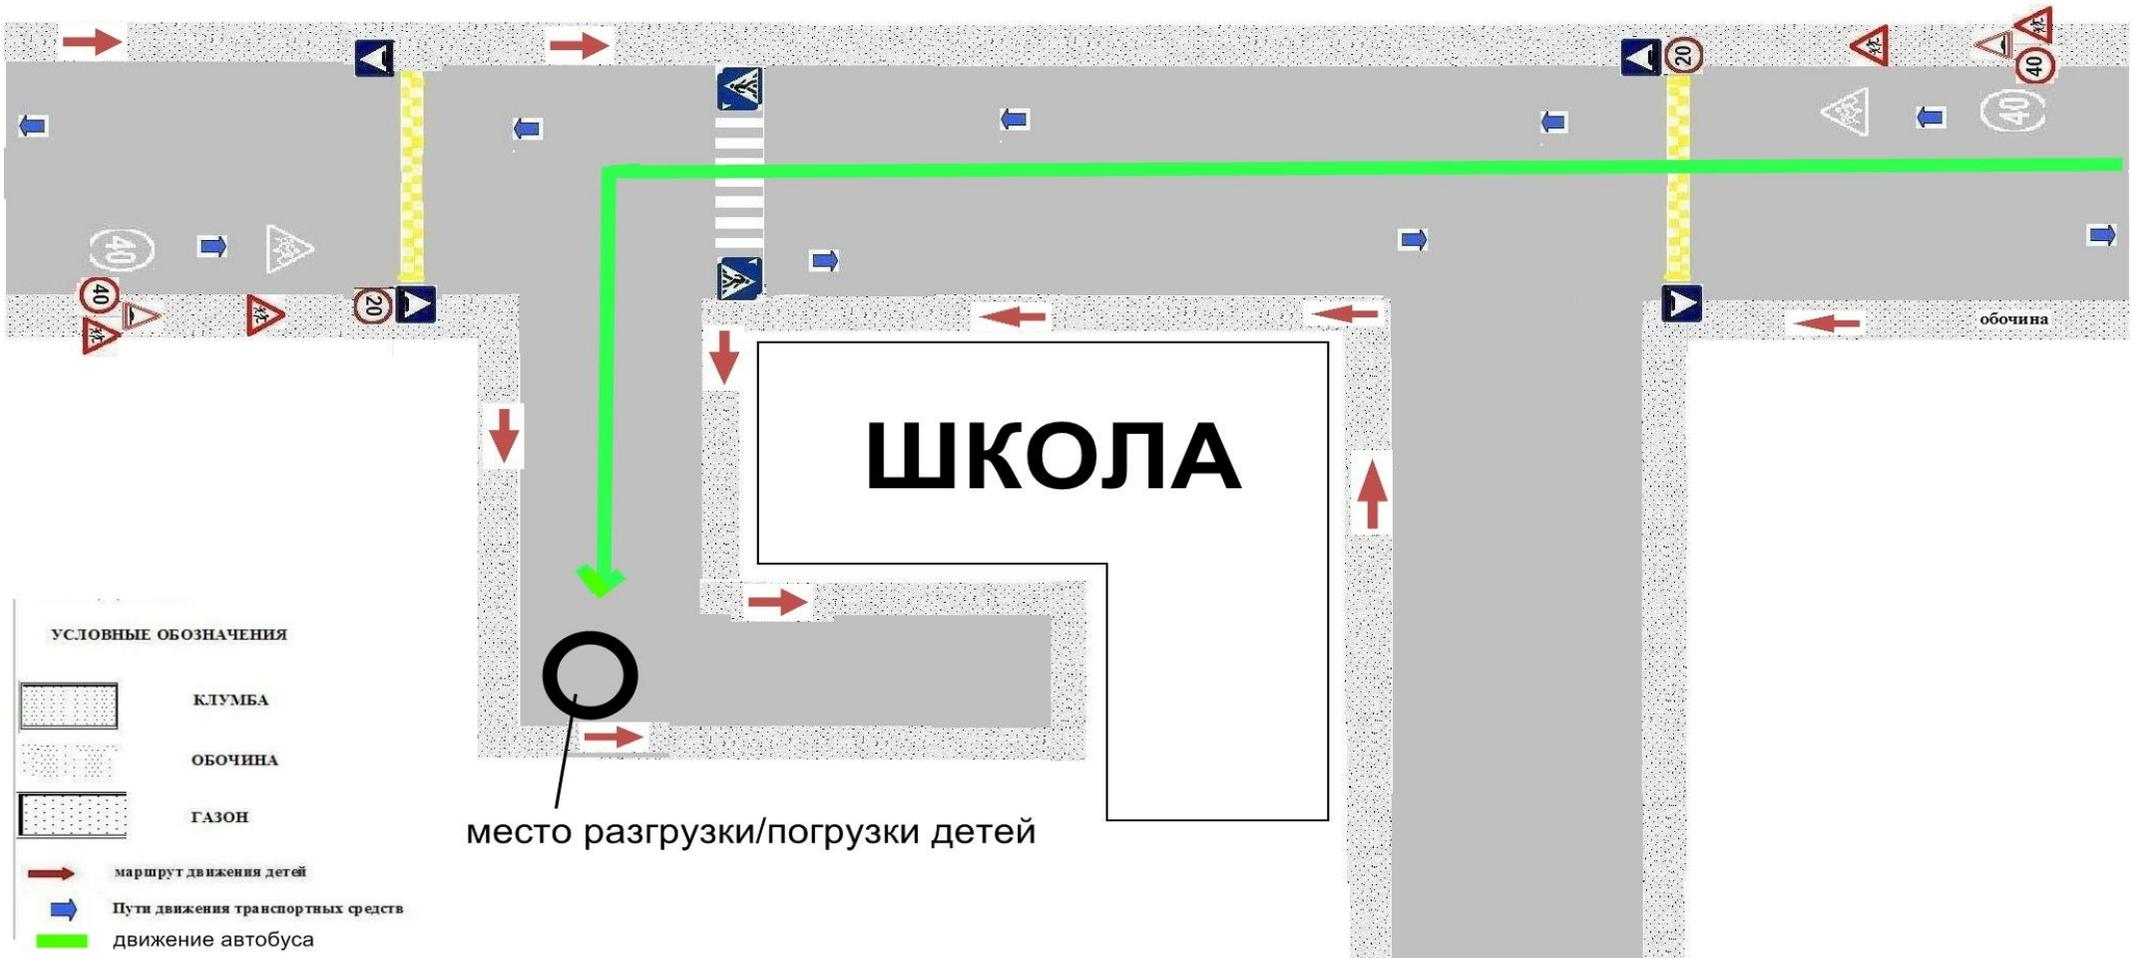 40
20
20
40
40
40
20
обочина
ШКОЛА
УСЛОВНЫЕ ОБОЗНАЧЕНИЯ
КЛУМБА
ОБОЧИНА
ГАЗОН
место разгрузки/погрузки детей
маршрут движения детей
Пути движения транспортных средств
движение автобуса